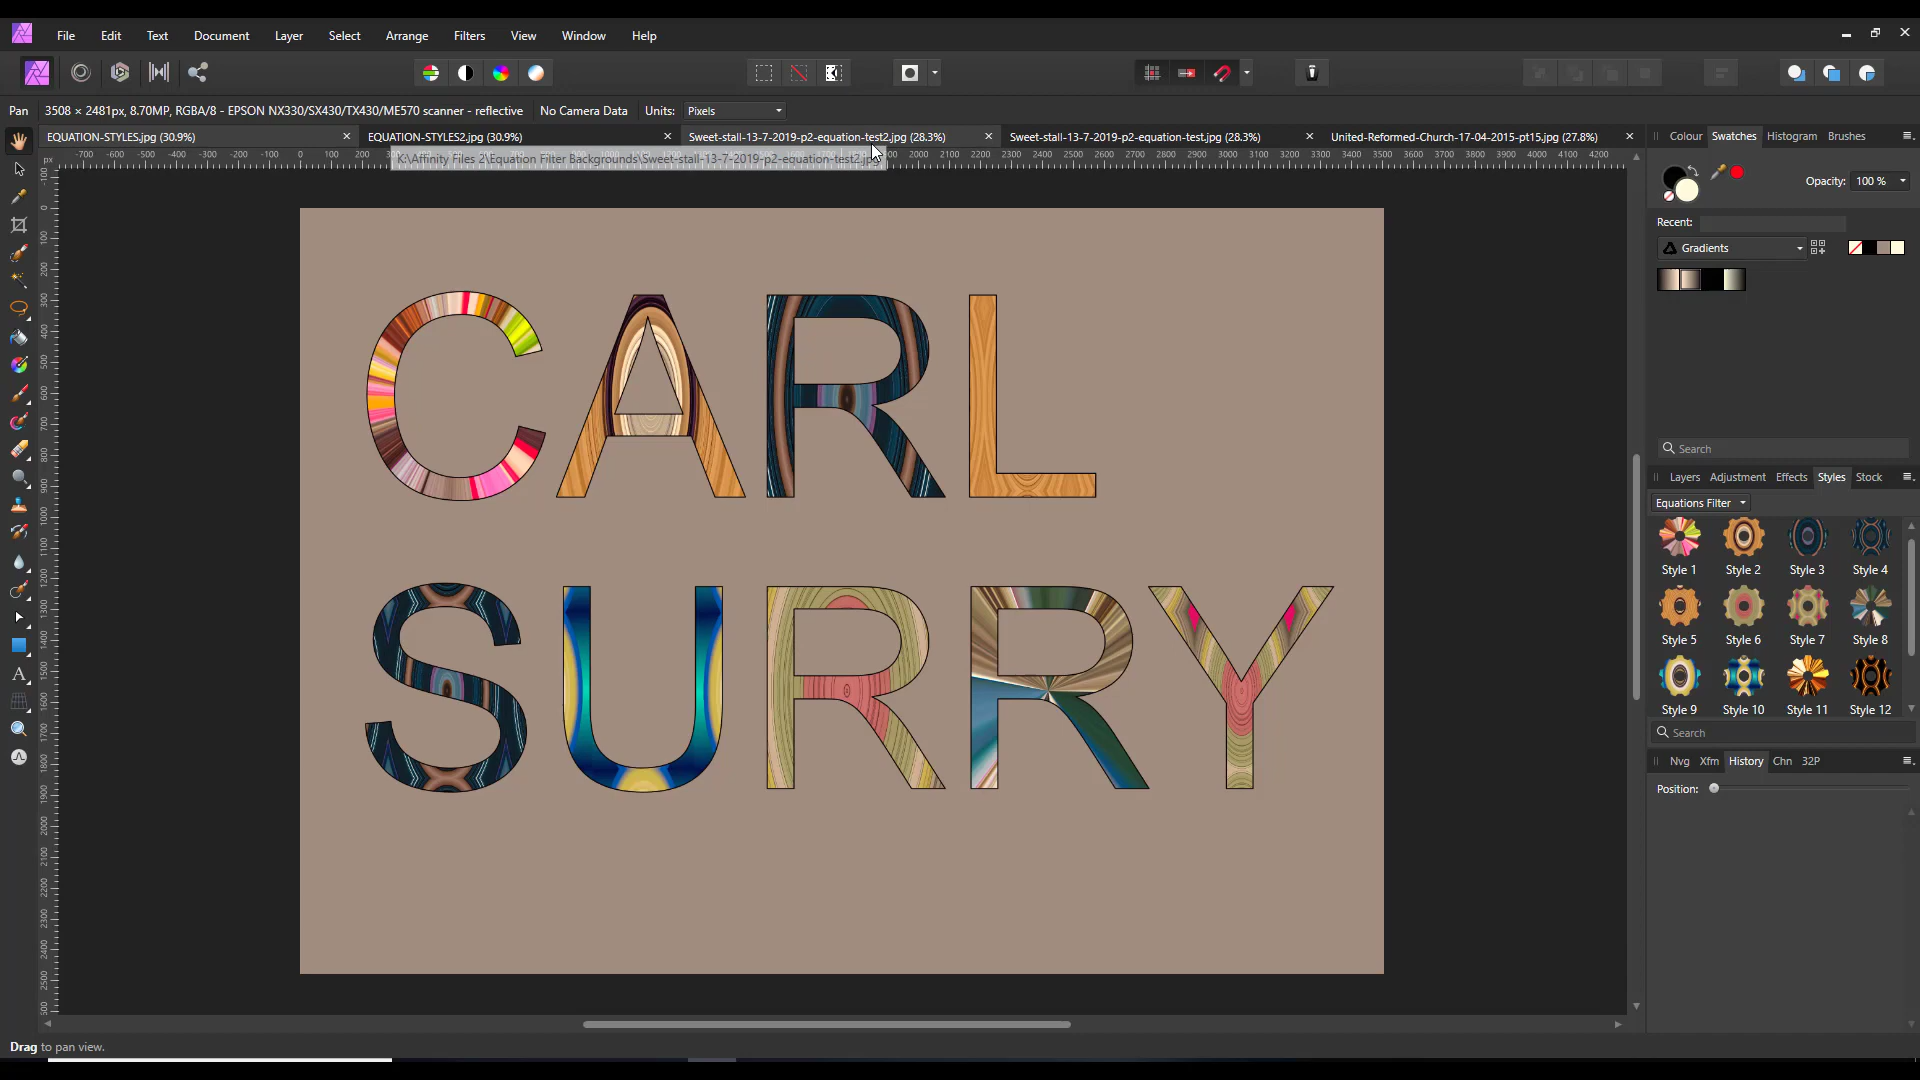 File Edit Text Document Layer Select Arrange Filters View Window Help
Pan 3508 × 2481px, 8.70MP, RGBA/8 - EPSON NX330/SX430/TX430/ME570 scanner - reflective No Camera Data Units: Pixels
EQUATION-STYLES.jpg (30.9%) EQUATION-STYLES2.jpg (30.9%) Sweet-stall-13-7-2019-p2-equation-test2.jpg (28.3%) Sweet-stall-13-7-2019-p2-equation-test.jpg (28.3%) United-Reformed-Church-17-04-2015-pt15.jpg (27.8%)
K:\Affinity Files 2\Equation Filter Backgrounds\Sweet-stall-13-7-2019-p2-equation-test2.jpg
CARL
SURRY
Colour Swatches Histogram Brushes
Opacity: 100 %
Recent:
Gradients
Search
Layers Adjustment Effects Styles Stock
Equations Filter
Style 1 Style 2 Style 3 Style 4
Style 5 Style 6 Style 7 Style 8
Style 9 Style 10 Style 11 Style 12
Search
Nvg Xfm History Chn 32P
Position:
Drag to pan view.